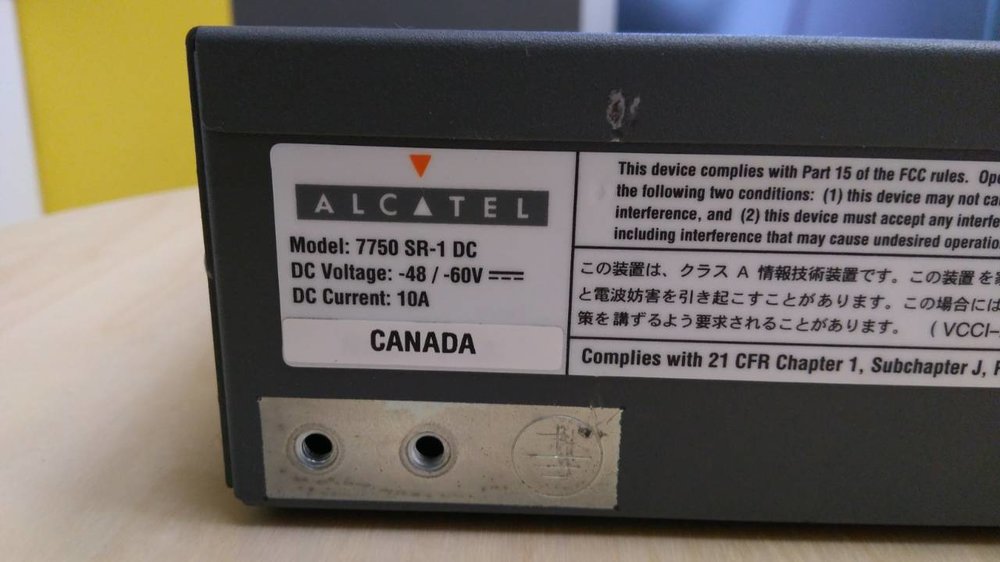 ALCATEL
Model: 7750 SR-1 DC
DC Voltage: -48 / -60V
DC Current: 10A
CANADA
This device complies with Part 15 of the FCC rules.
the following two conditions: (1) this device may not
interference, and (2) this device must accept any
including interference that may cause undesired
この装置は、クラス A 情報技術装置です。この装置を
と電波妨害を引き起こすことがあります。この場合には
策を講ずるよう要求されることがあります。 (VCCI-
Complies with 21 CFR Chapter 1, Subchapter J,